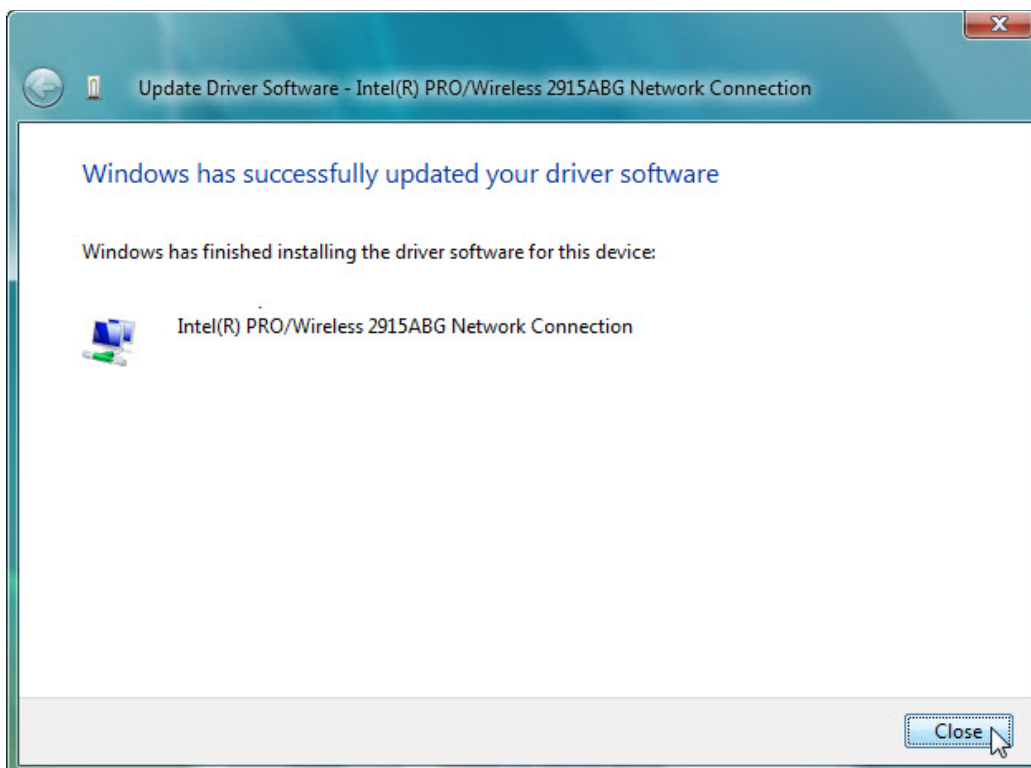 Update Driver Software - Intel(R) PRO/Wireless 2915ABG Network Connection
Windows has successfully updated your driver software
Windows has finished installing the driver software for this device:
Intel(R) PRO/Wireless 2915ABG Network Connection
Close